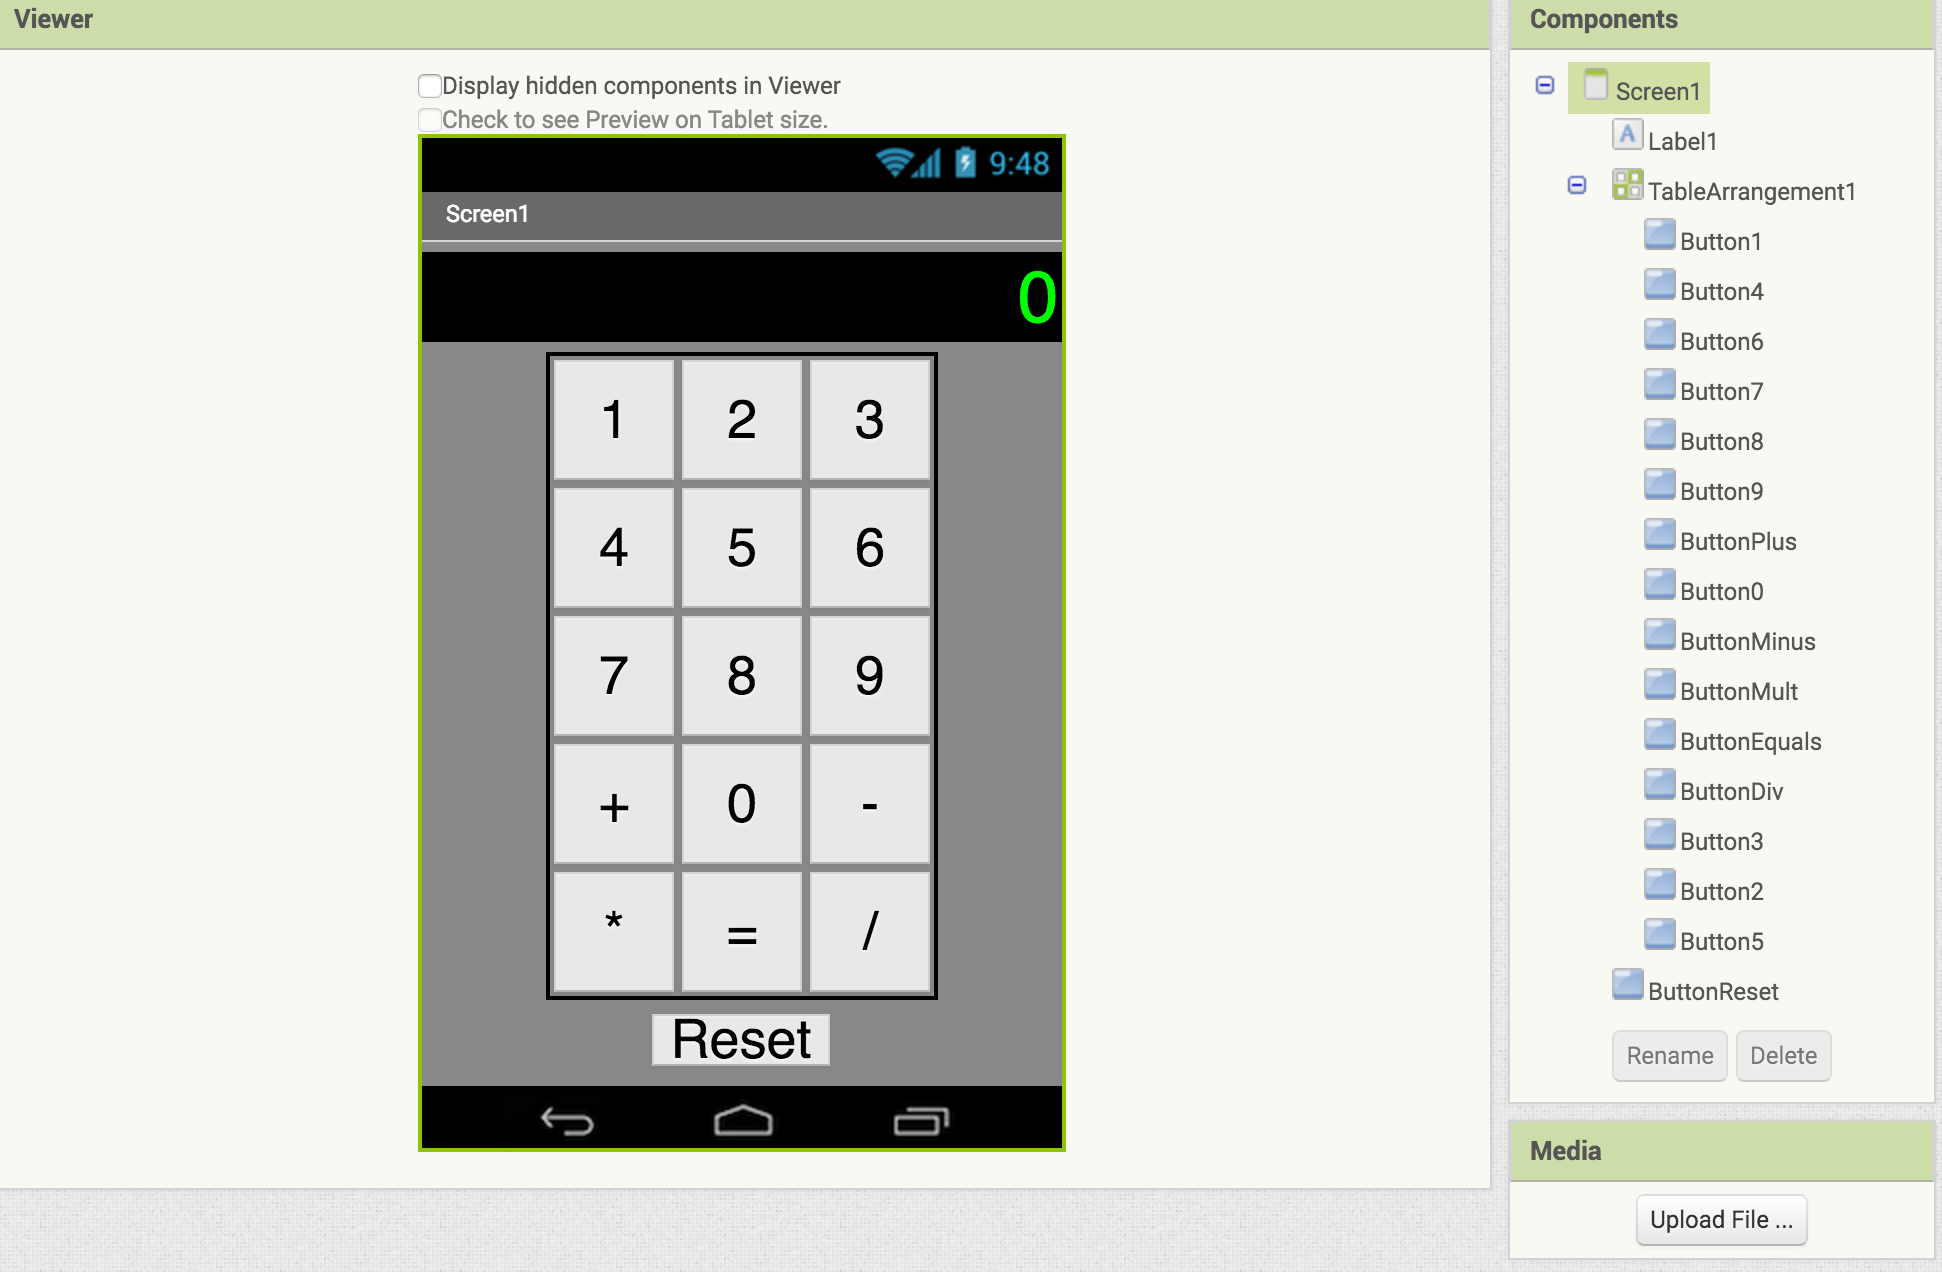 Viewer
Display hidden components in Viewer
Check to see Preview on Tablet size.
9:48
Screen1
0
1 2 3
4 5 6
7 8 9
+ 0 -
* = /
Reset
Components
Screen1
A Label1
TableArrangement1
Button1
Button4
Button6
Button7
Button8
Button9
ButtonPlus
Button0
ButtonMinus
ButtonMult
ButtonEquals
ButtonDiv
Button3
Button2
Button5
ButtonReset
Rename Delete
Media
Upload File ...